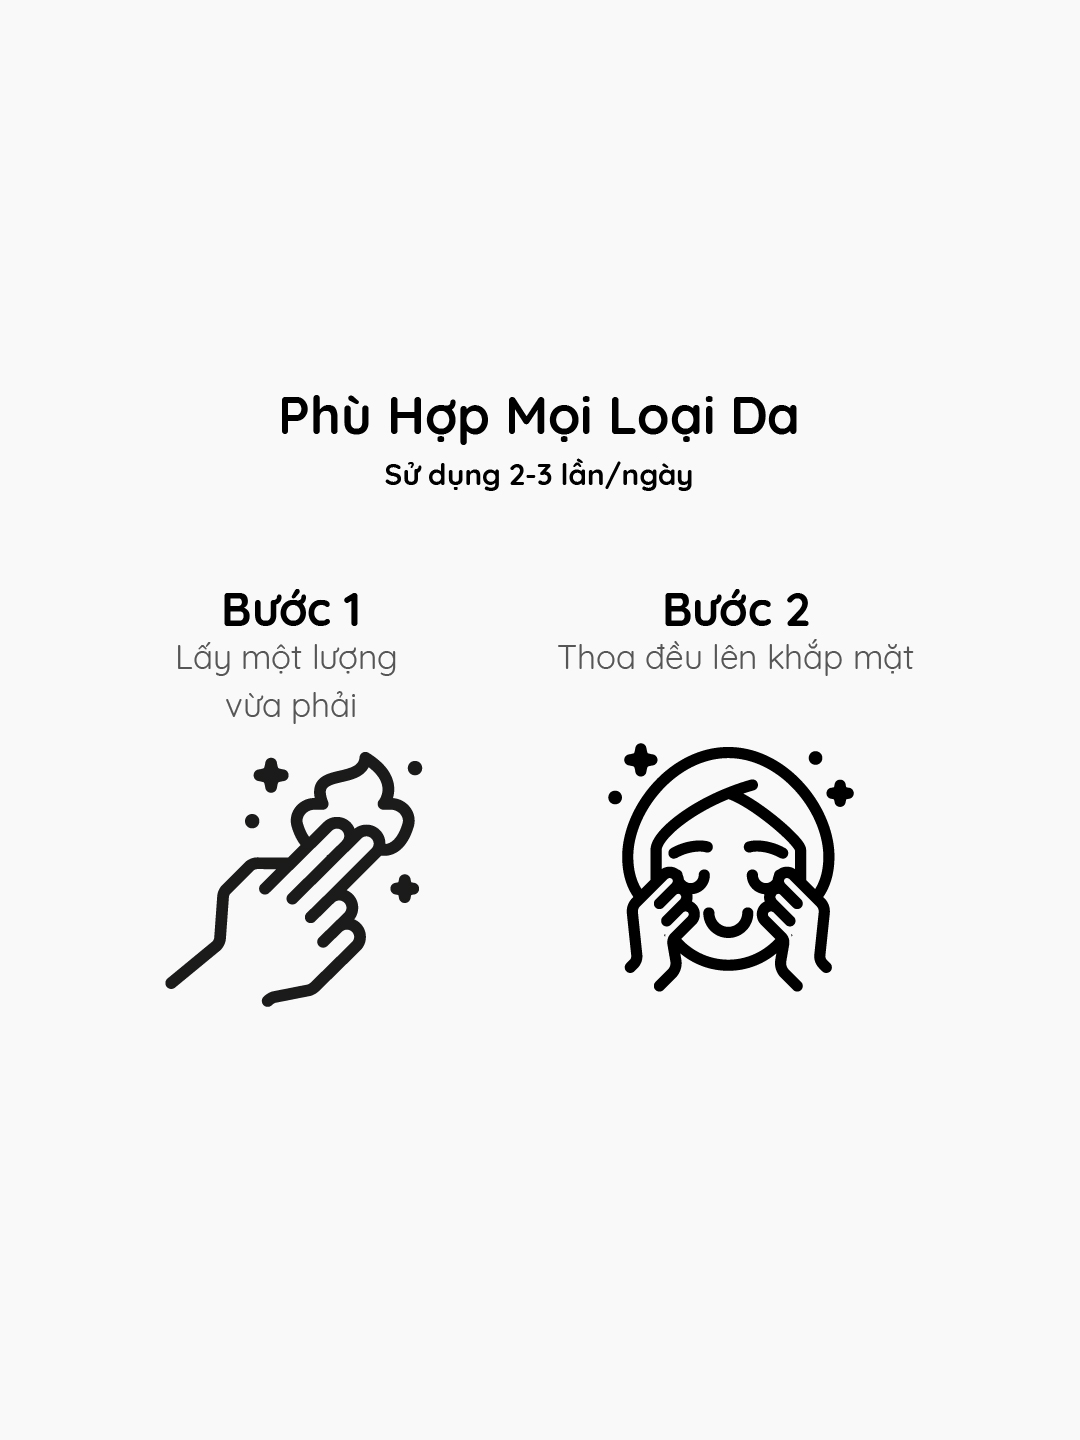 Phù Hợp Mọi Loại Da
Sử dụng 2-3 lần/ngày
Bước 1
Lấy một lượng
vừa phải
Bước 2
Thoa đều lên khắp mặt